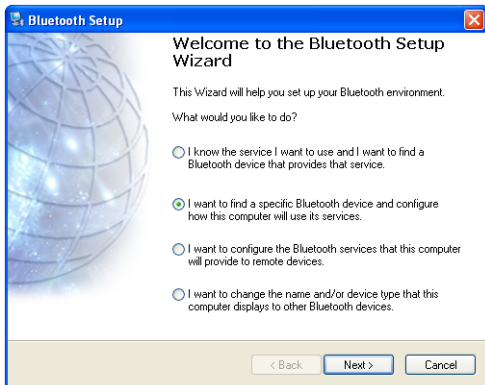 Bluetooth Setup
Welcome to the Bluetooth Setup
Wizard
This Wizard will help you set up your Bluetooth environment.
What would you like to do?
I know the service I want to use and I want to find a
Bluetooth device that provides that service.
I want to find a specific Bluetooth device and configure
how this computer will use its services.
I want to configure the Bluetooth services that this computer
will provide to remote devices.
I want to change the name and/or device type that this
computer displays to other Bluetooth devices.
< Back Next > Cancel